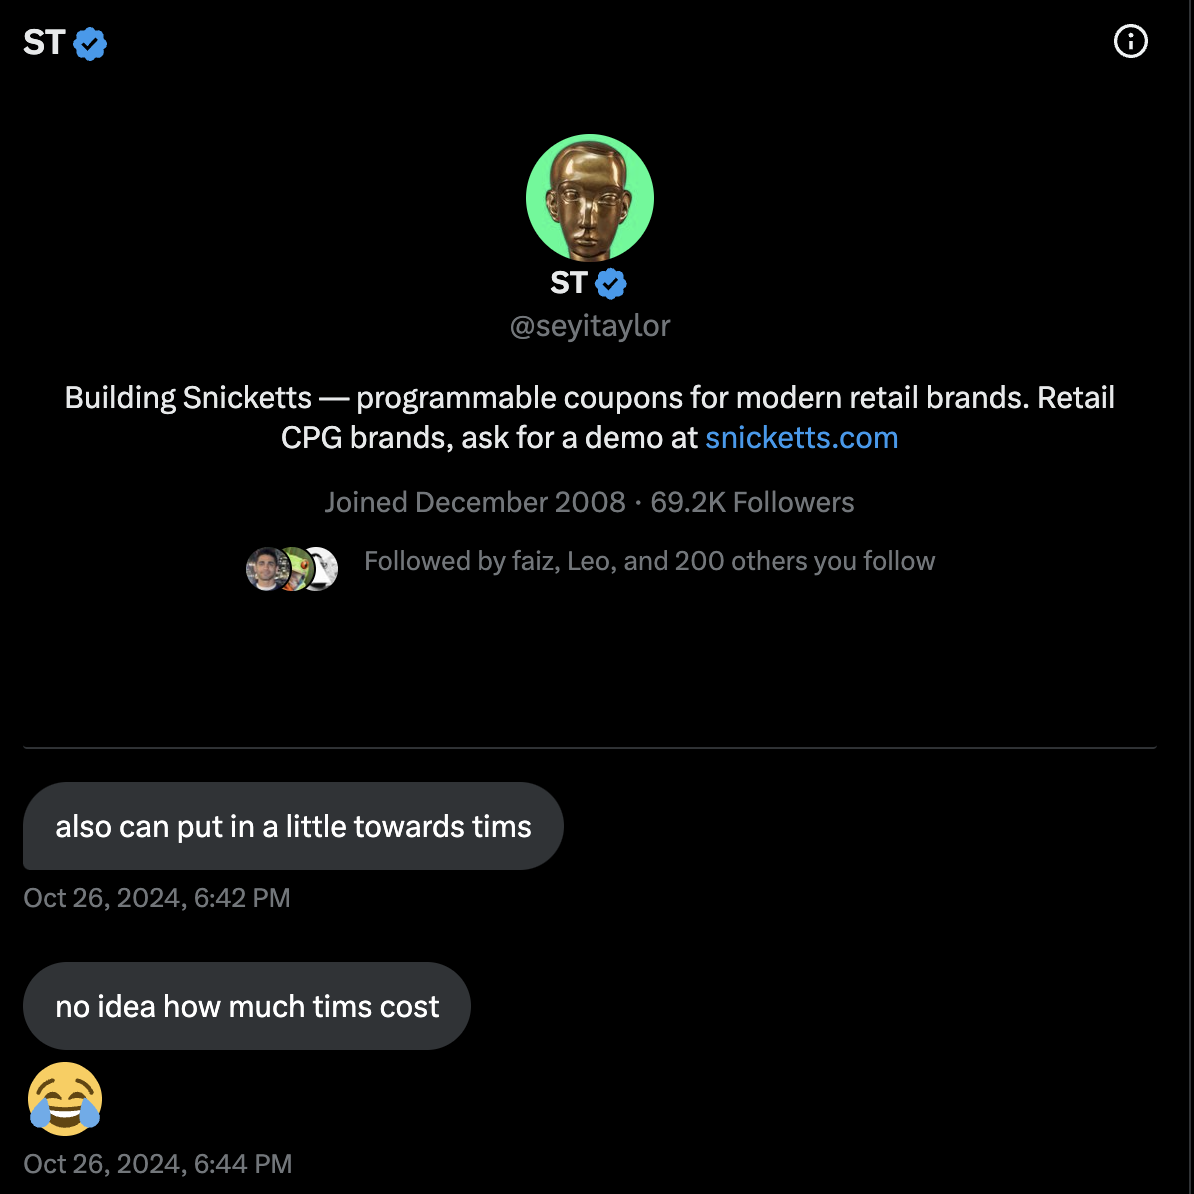 ST
ST
@seyitaylor
Building Snicketts — programmable coupons for modern retail brands. Retail
CPG brands, ask for a demo at snicketts.com
Joined December 2008 · 69.2K Followers
Followed by faiz, Leo, and 200 others you follow
also can put in a little towards tims
Oct 26, 2024, 6:42 PM
no idea how much tims cost
😂
Oct 26, 2024, 6:44 PM